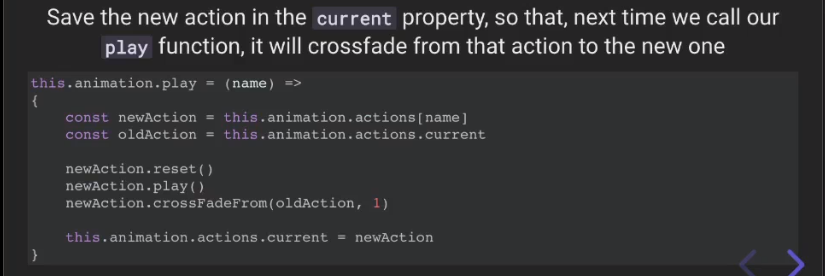 Save the new action in the current property, so that, next time we call our
play function, it will crossfade from that action to the new one
this.animation.play = (name) =>
{
    const newAction = this.animation.actions[name]
    const oldAction = this.animation.actions.current

    newAction.reset()
    newAction.play()
    newAction.crossFadeFrom(oldAction, 1)

    this.animation.actions.current = newAction
}